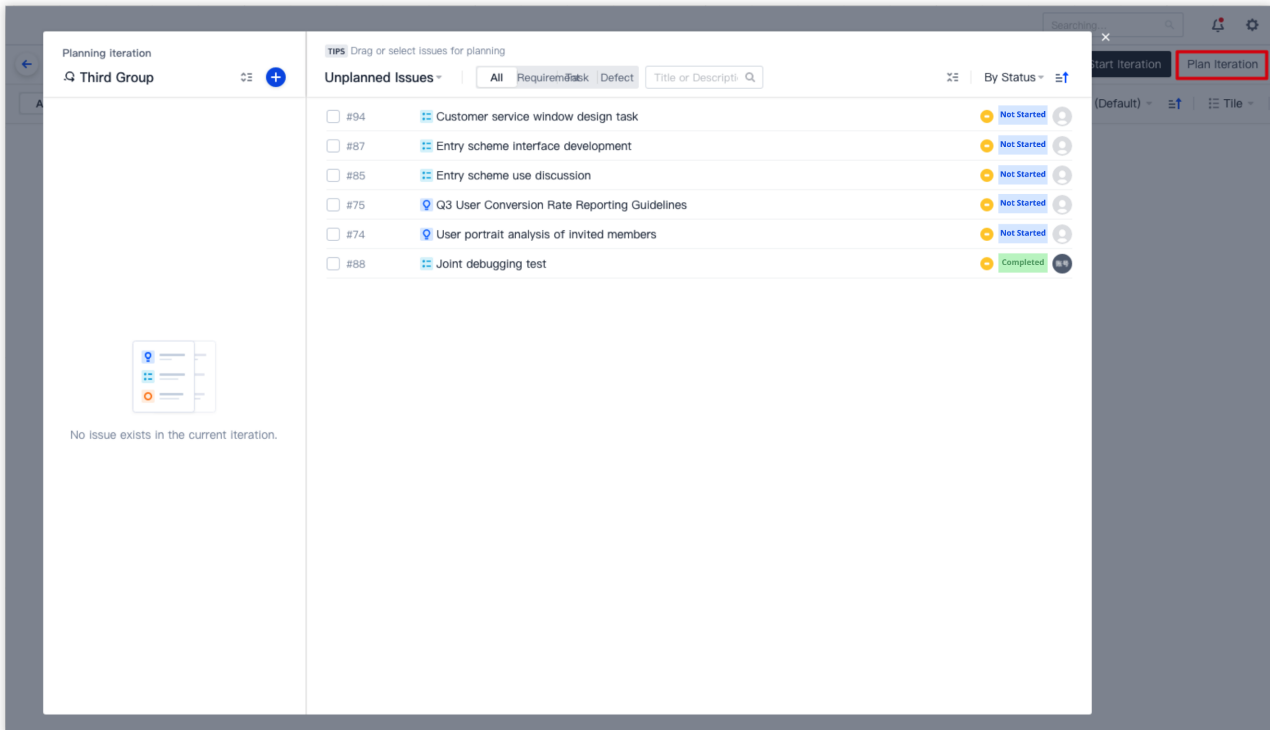 Searching...
Planning iteration
TIPS Drag or select issues for planning
Start Iteration
Plan Iteration
Third Group
Unplanned Issues
All Requirement Task Defect
Title or Descripti
By Status
A
(Default)
Tile
#94 Customer service window design task Not Started
#87 Entry scheme interface development Not Started
#85 Entry scheme use discussion Not Started
#75 Q3 User Conversion Rate Reporting Guidelines Not Started
#74 User portrait analysis of invited members Not Started
#88 Joint debugging test Completed
No issue exists in the current iteration.